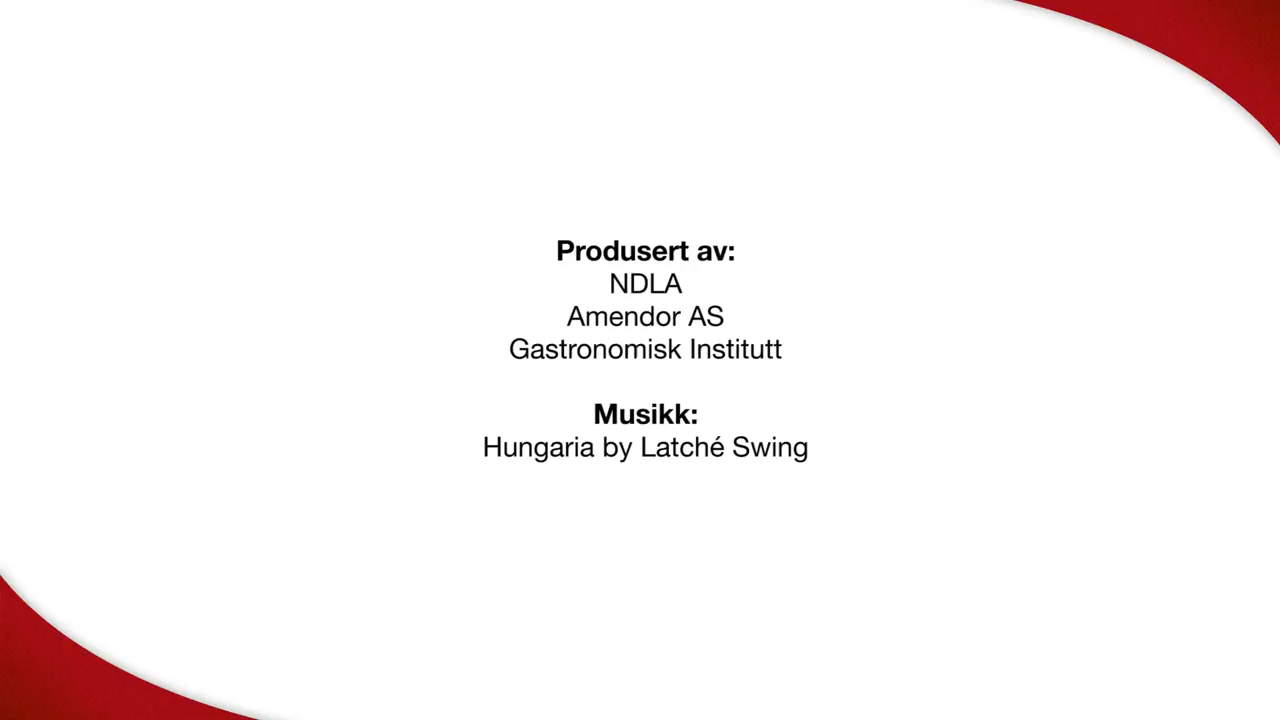 Produsert av:
NDLA
Amendor AS
Gastronomisk Institutt
Musikk:
Hungaria by Latché Swing